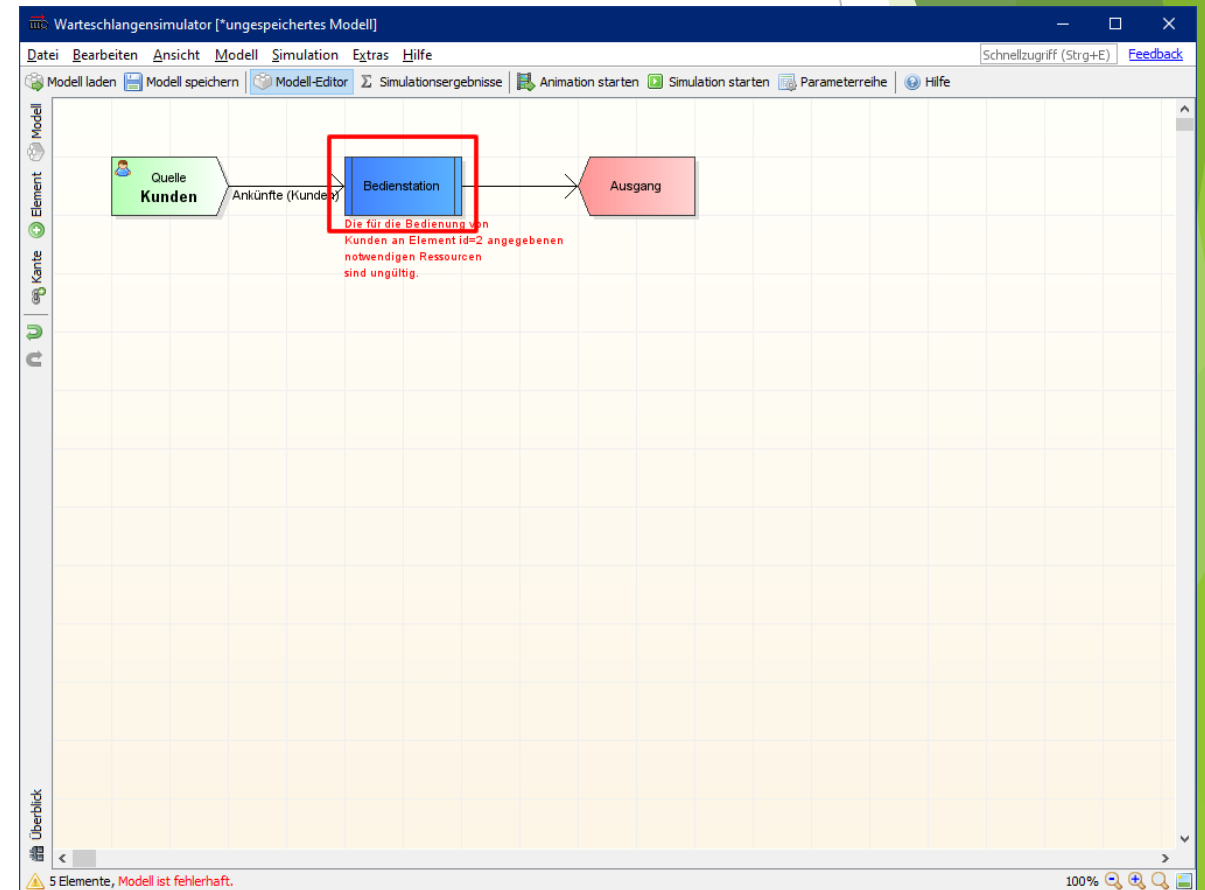 Warteschlangensimulator [*ungespeichertes Modell]
Datei Bearbeiten Ansicht Modell Simulation Extras Hilfe Schnellzugriff (Strg+E) Feedback
Modell laden Modell speichern Modell-Editor Σ Simulationsergebnisse Animation starten Simulation starten Parameterreihe Hilfe
Modell
Element
Kante
Quelle
Kunden
Ankünfte (Kunden)
Bedienstation
Ausgang
Die für die Bedienung von
Kunden an Element id=2 angegebenen
notwendigen Ressourcen
sind ungültig.
Überblick
5 Elemente, Modell ist fehlerhaft. 100%